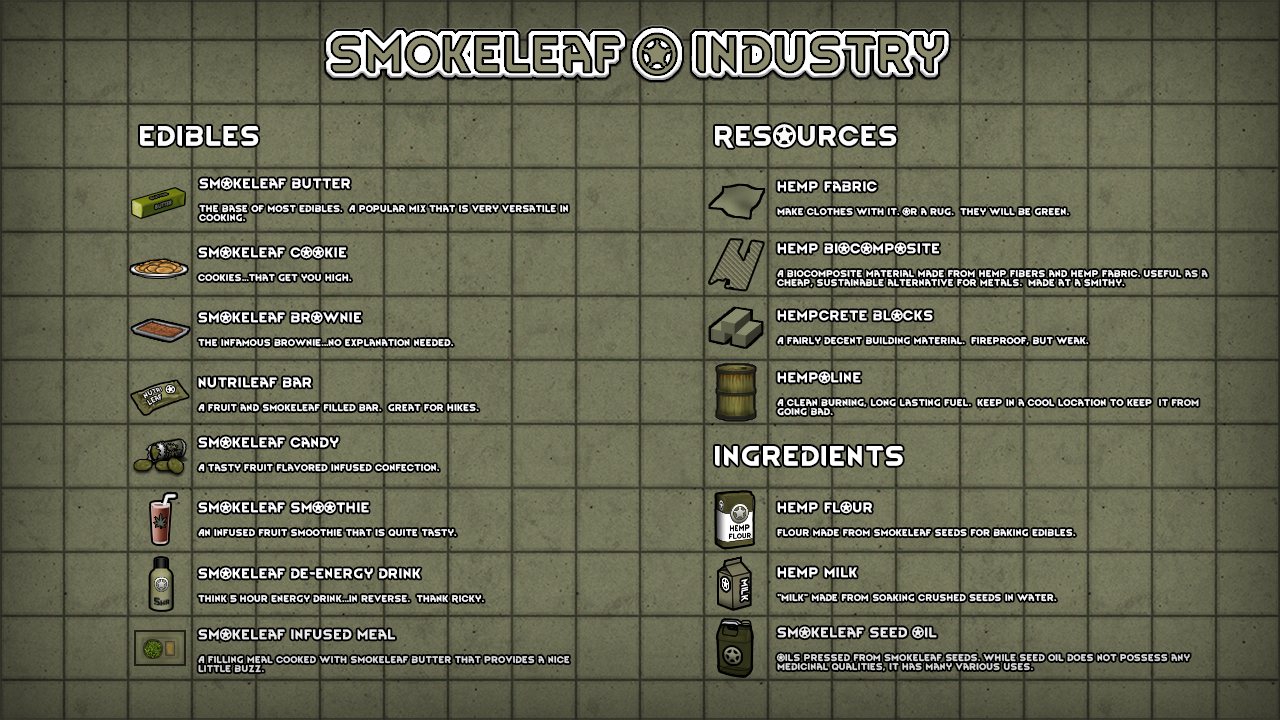 SMOKELEAF INDUSTRY
EDIBLES
SMOKELEAF BUTTER
THE BASE OF MOST EDIBLES. A POPULAR MIX THAT IS VERY VERSATILE IN
COOKING.
BUTTER
SMOKELEAF COOKIE
COOKIES...THAT GET YOU HIGH.
SMOKELEAF BROWNIE
THE INFAMOUS BROWNIE...NO EXPLANATION NEEDED.
NUTRILEAF BAR
A FRUIT AND SMOKELEAF FILLED BAR. GREAT FOR HIKES.
NUTRI
LEAF
SMOKELEAF CANDY
A TASTY FRUIT FLAVORED INFUSED CONFECTION.
SMOKELEAF SMOOTHIE
AN INFUSED FRUIT SMOOTHIE THAT IS QUITE TASTY.
SMOKELEAF DE-ENERGY DRINK
THINK 5 HOUR ENERGY DRINK...IN REVERSE. THANK RICKY.
SMOKELEAF INFUSED MEAL
A FILLING MEAL COOKED WITH SMOKELEAF BUTTER THAT PROVIDES A NICE
LITTLE BUZZ.
RESOURCES
HEMP FABRIC
MAKE CLOTHES WITH IT. OR A RUG. THEY WILL BE GREEN.
HEMP BIOCOMPOSITE
A BIOCOMPOSITE MATERIAL MADE FROM HEMP FIBERS AND HEMP FABRIC. USEFUL AS A
CHEAP, SUSTAINABLE ALTERNATIVE FOR METALS. MADE AT A SMITHY.
HEMPCRETE BLOCKS
A FAIRLY DECENT BUILDING MATERIAL. FIREPROOF, BUT WEAK.
HEMPOLINE
A CLEAN BURNING, LONG LASTING FUEL. KEEP IN A COOL LOCATION TO KEEP IT FROM
GOING BAD.
INGREDIENTS
HEMP FLOUR
FLOUR MADE FROM SMOKELEAF SEEDS FOR BAKING EDIBLES.
HEMP
FLOUR
HEMP MILK
"MILK" MADE FROM SOAKING CRUSHED SEEDS IN WATER.
MILK
SMOKELEAF SEED OIL
OILS PRESSED FROM SMOKELEAF SEEDS. WHILE SEED OIL DOES NOT POSSESS ANY
MEDICINAL QUALITIES, IT HAS MANY VARIOUS USES.